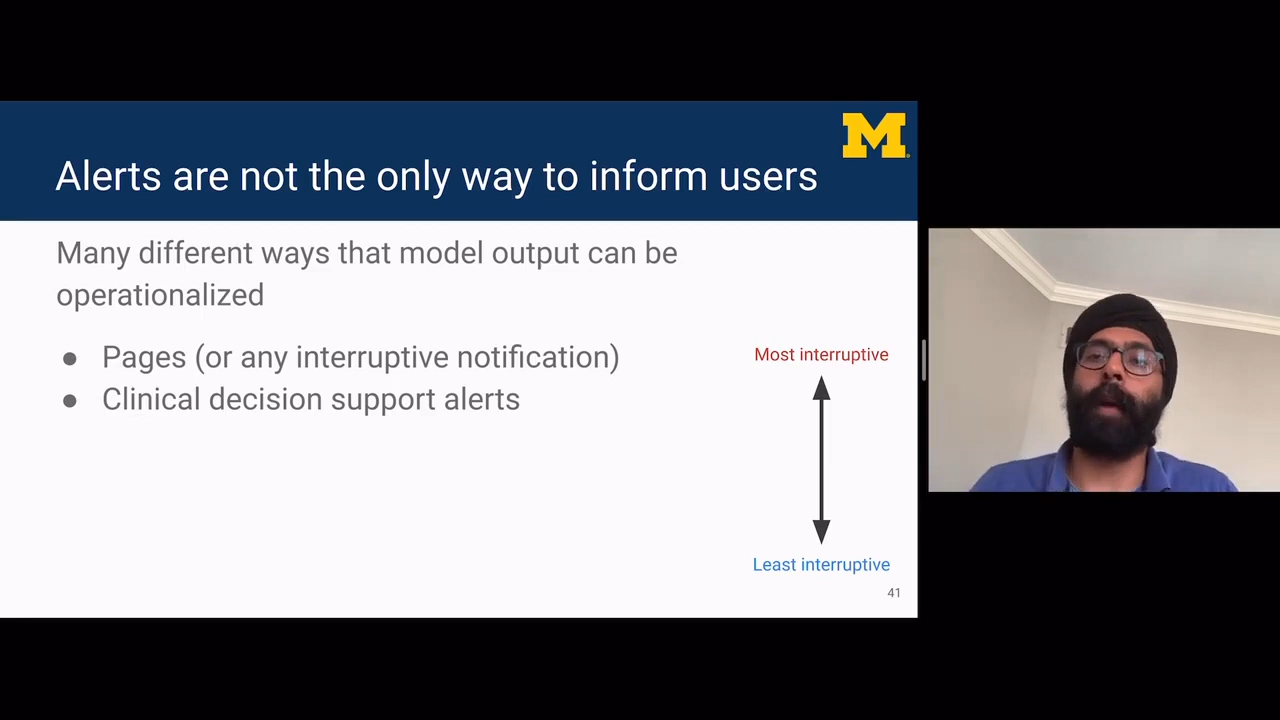 M
Alerts are not the only way to inform users
Many different ways that model output can be
operationalized
● Pages (or any interruptive notification)
● Clinical decision support alerts
Most interruptive
Least interruptive
41